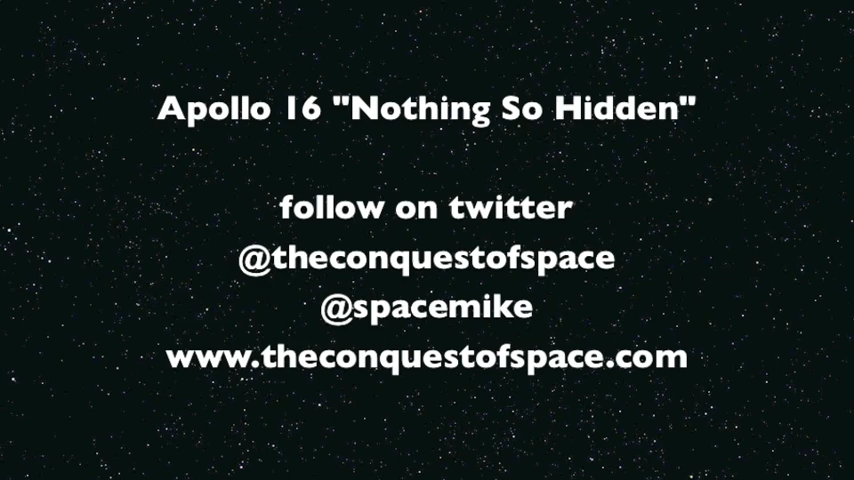 Apollo 16 "Nothing So Hidden"
follow on twitter
@theconquestofspace
@spacemike
www.theconquestofspace.com